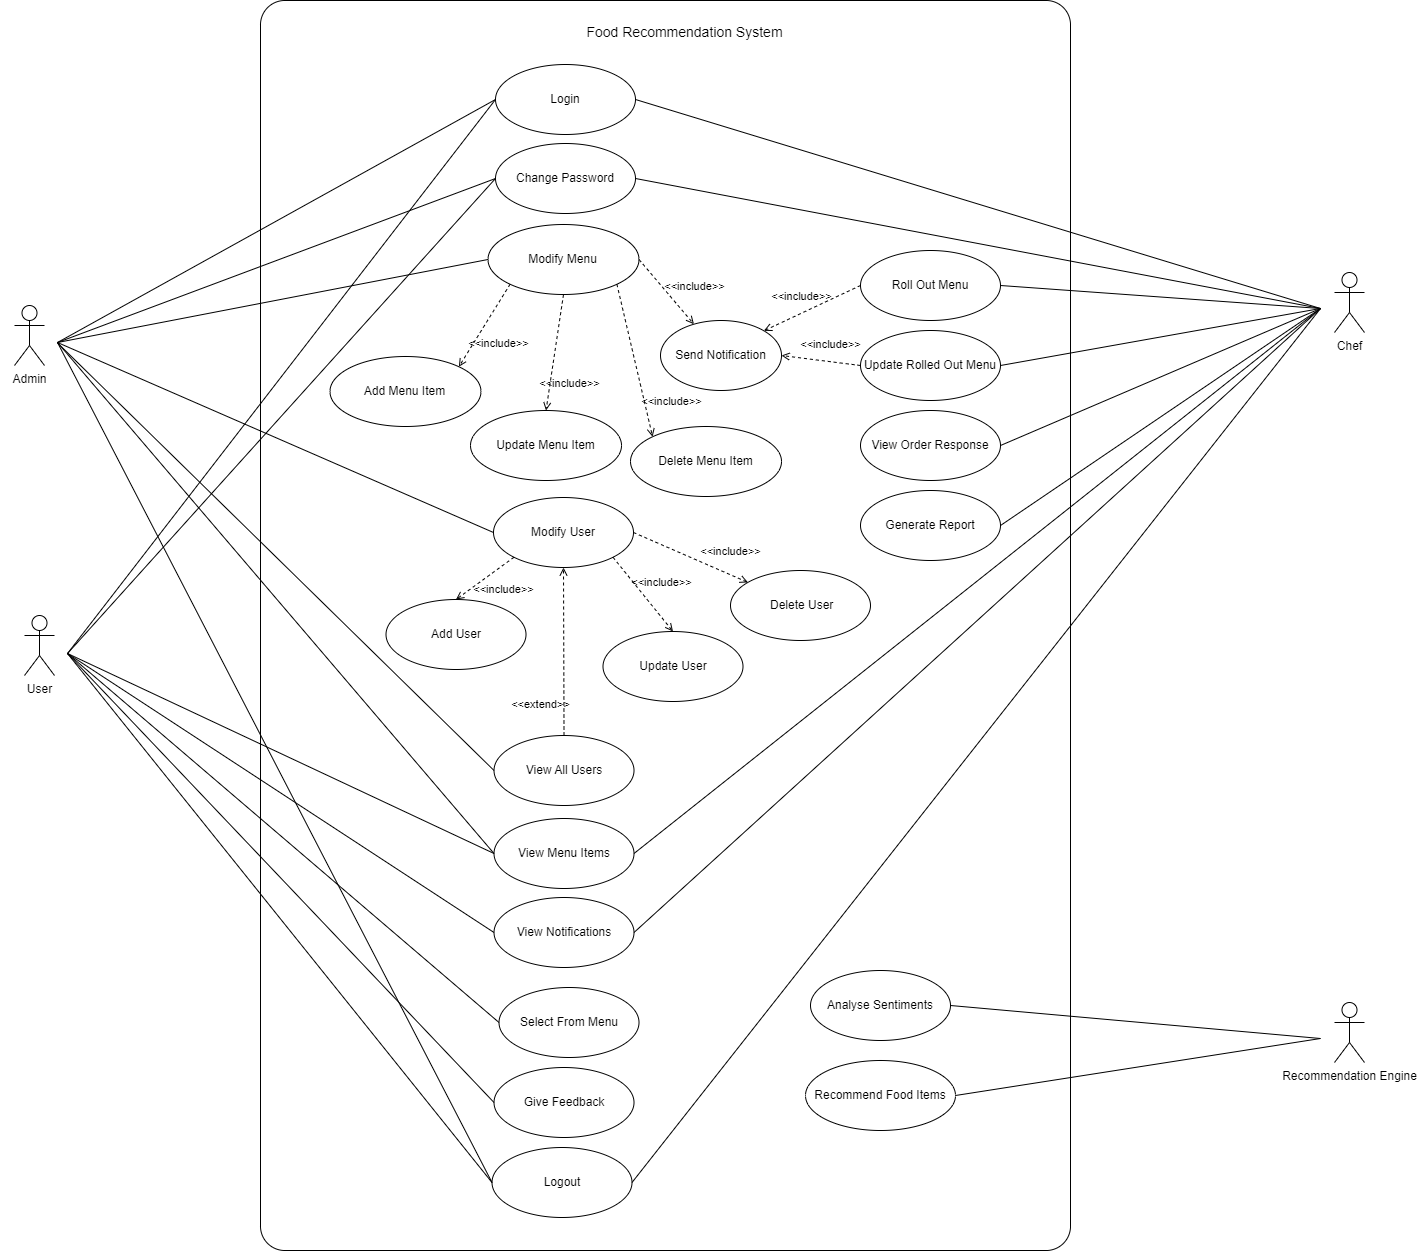 Food Recommendation System
Login
Change Password
Modify Menu
<<include>>
Roll Out Menu
<<include>>
Admin
Chef
<<include>>
Send Notification
<<include>>
Update Rolled Out Menu
<<include>>
Add Menu Item
<<include>>
Update Menu Item
View Order Response
Delete Menu Item
Modify User
Generate Report
<<include>>
<<include>>
<<include>>
Add User
Delete User
Update User
User
<<extend>>
View All Users
View Menu Items
View Notifications
Select From Menu
Analyse Sentiments
Recommendation Engine
Give Feedback
Recommend Food Items
Logout